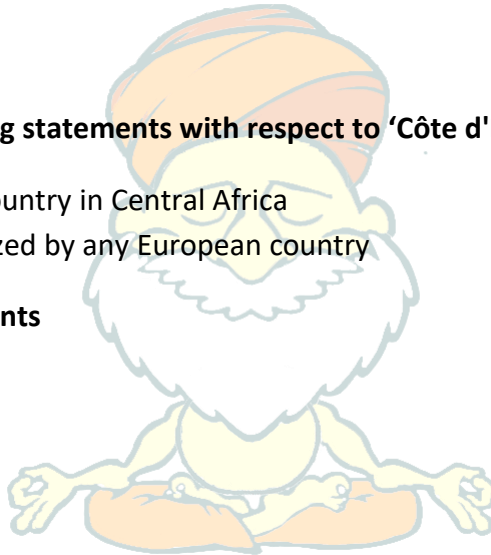 g statements with respect to ‘Côte d'
ountry in Central Africa
zed by any European country
nts